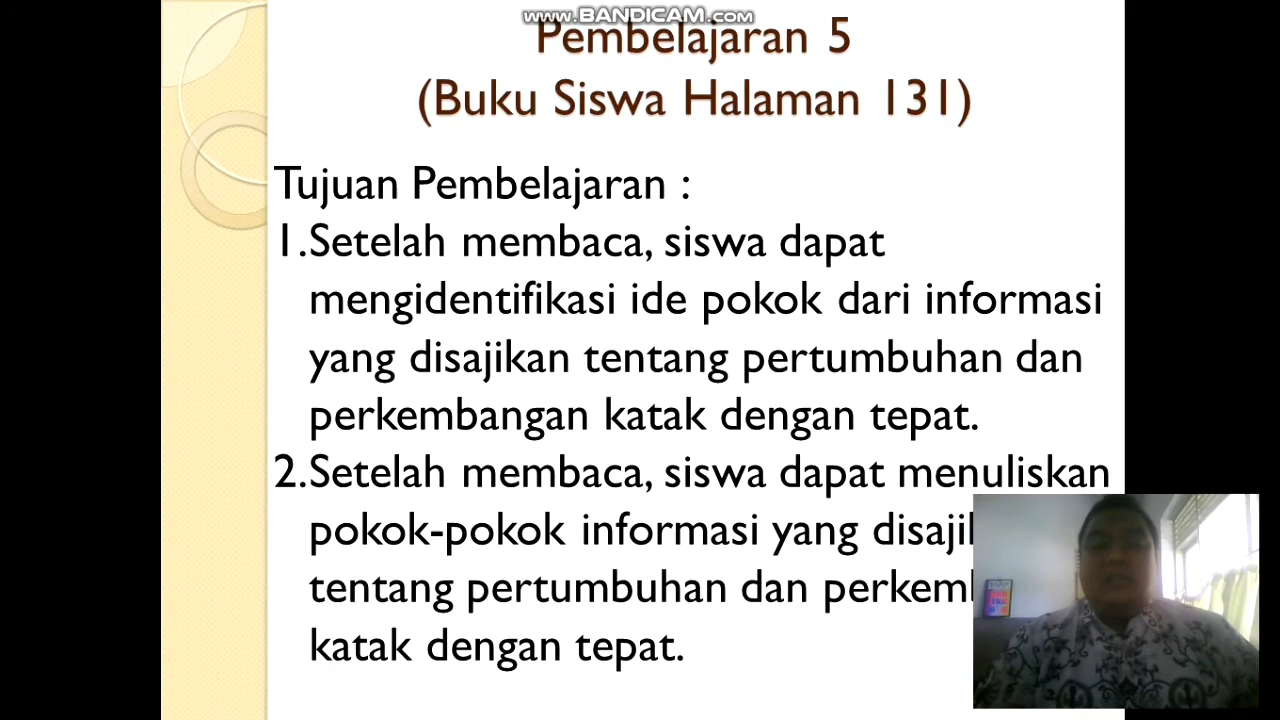 www.BANDICAM.com
Pembelajaran 5
(Buku Siswa Halaman 131)
Tujuan Pembelajaran :
1.Setelah membaca, siswa dapat
mengidentifikasi ide pokok dari informasi
yang disajikan tentang pertumbuhan dan
perkembangan katak dengan tepat.
2.Setelah membaca, siswa dapat menuliskan
pokok-pokok informasi yang
tentang pertumbuhan dan
katak dengan tepat.